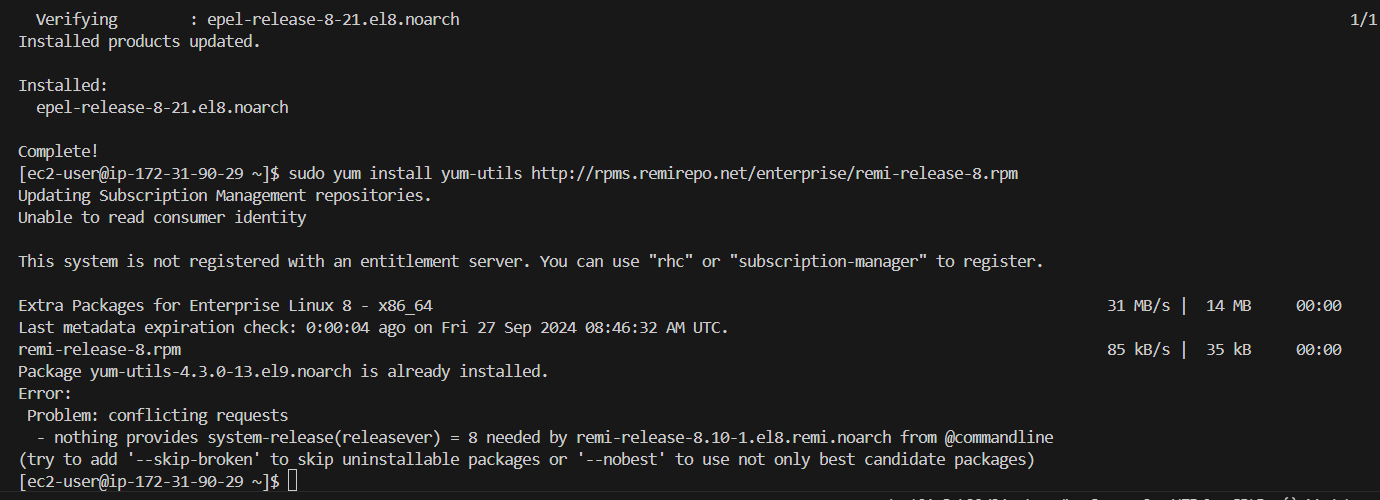 Verifying        : epel-release-8-21.el8.noarch                                                                                                   1/1
Installed products updated.
Installed:
epel-release-8-21.el8.noarch
Complete!
[ec2-user@ip-172-31-90-29 ~]$ sudo yum install yum-utils http://rpms.remirepo.net/enterprise/remi-release-8.rpm
Updating Subscription Management repositories.
Unable to read consumer identity
This system is not registered with an entitlement server. You can use "rhc" or "subscription-manager" to register.
Extra Packages for Enterprise Linux 8 - x86_64                                                                           31 MB/s |  14 MB     00:00
Last metadata expiration check: 0:00:04 ago on Fri 27 Sep 2024 08:46:32 AM UTC.
remi-release-8.rpm                                                                                                       85 kB/s |  35 kB     00:00
Package yum-utils-4.3.0-13.el9.noarch is already installed.
Error:
Problem: conflicting requests
- nothing provides system-release(releasever) = 8 needed by remi-release-8.10-1.el8.remi.noarch from @commandline
(try to add '--skip-broken' to skip uninstallable packages or '--nobest' to use not only best candidate packages)
[ec2-user@ip-172-31-90-29 ~]$